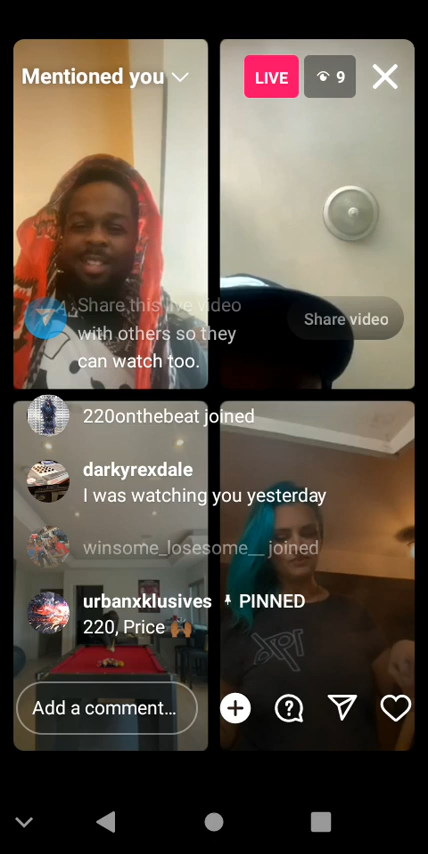 Mentioned you
LIVE
9
Share this live video
with others so they
can watch too.
Share video
220onthebeat joined
darkyrexdale
I was watching you yesterday
winsome_losesome__ joined
urbanxklusives PINNED
220, Price 🙌🏽
Add a comment...